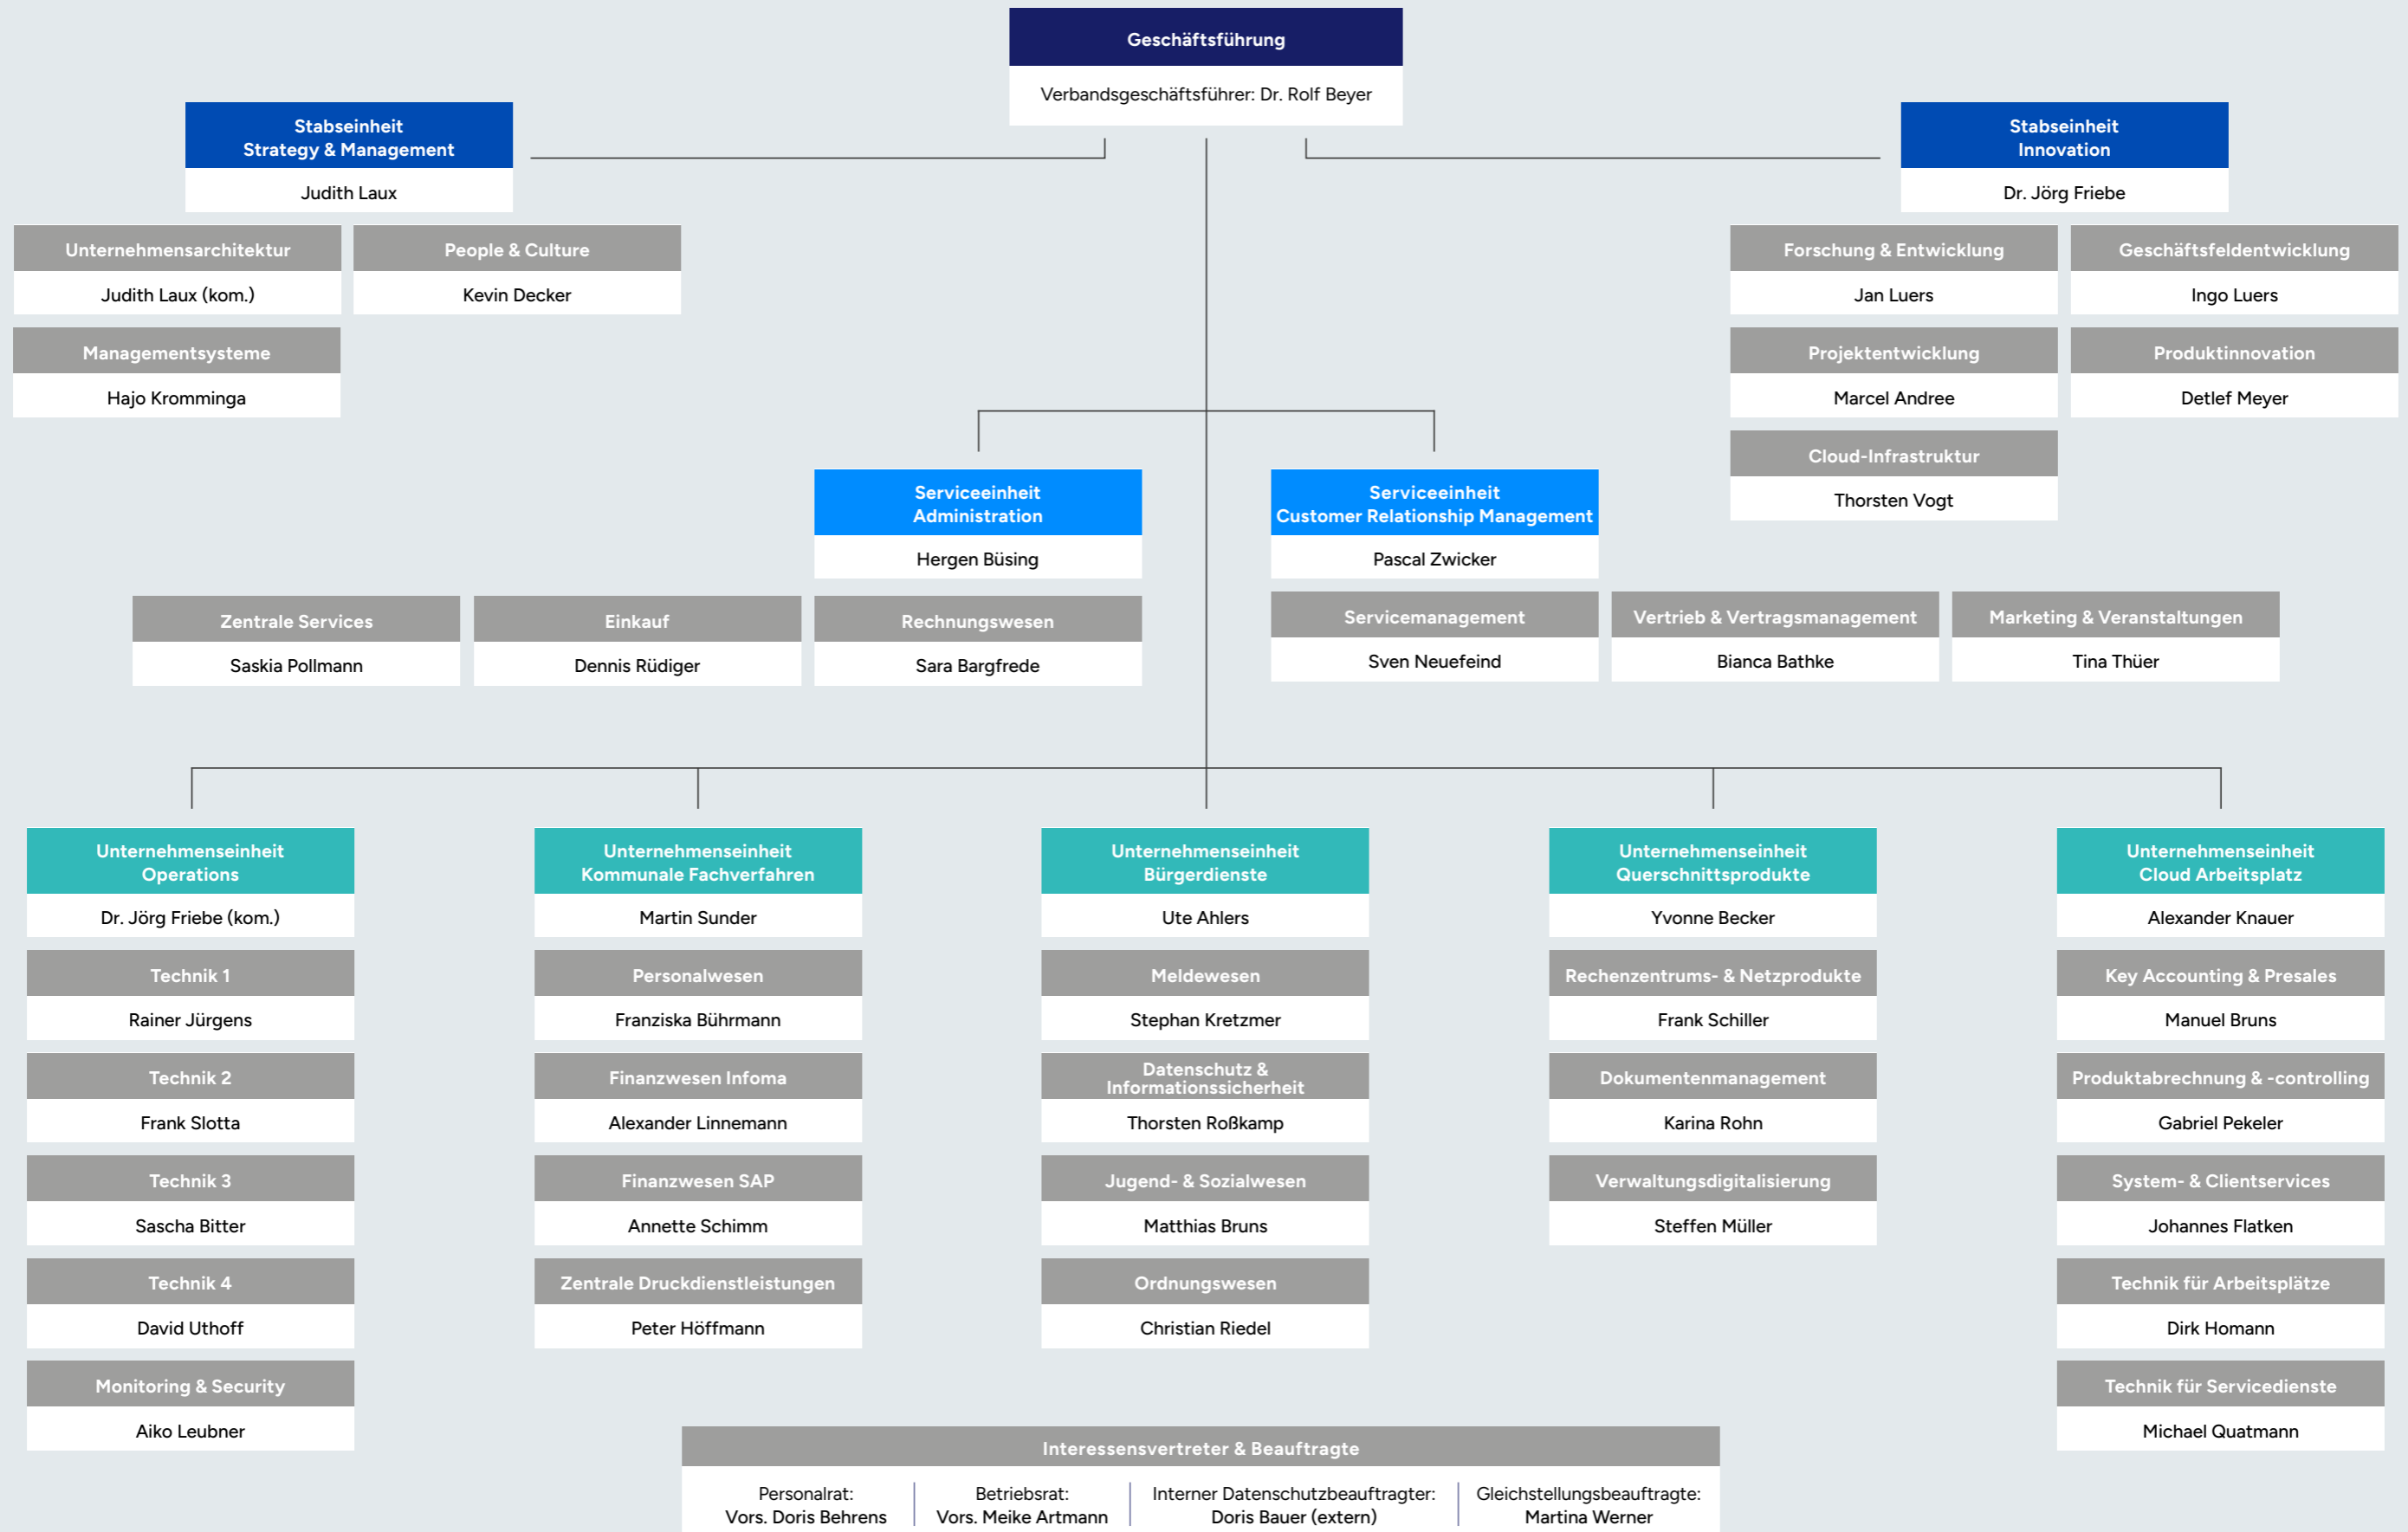 Geschäftsführung
Verbandsgeschäftsführer: Dr. Rolf Beyer
Stabseinheit
Strategy & Management
Judith Laux
Unternehmensarchitektur
Judith Laux (kom.)
People & Culture
Kevin Decker
Managementsysteme
Hajo Kromminga
Stabseinheit
Innovation
Dr. Jörg Friebe
Forschung & Entwicklung
Jan Luers
Geschäftsfeldentwicklung
Ingo Luers
Projektentwicklung
Marcel Andree
Produktinnovation
Detlef Meyer
Cloud-Infrastruktur
Thorsten Vogt
Serviceeinheit
Administration
Hergen Büsing
Zentrale Services
Saskia Pollmann
Einkauf
Dennis Rüdiger
Rechnungswesen
Sara Bargfrede
Serviceeinheit
Customer Relationship Management
Pascal Zwicker
Servicemanagement
Sven Neuefeind
Vertrieb & Vertragsmanagement
Bianca Bathke
Marketing & Veranstaltungen
Tina Thüer
Unternehmenseinheit
Operations
Dr. Jörg Friebe (kom.)
Technik 1
Rainer Jürgens
Technik 2
Frank Slotta
Technik 3
Sascha Bitter
Technik 4
David Uthoff
Monitoring & Security
Aiko Leubner
Unternehmenseinheit
Kommunale Fachverfahren
Martin Sunder
Personalwesen
Franziska Bührmann
Finanzwesen Infoma
Alexander Linnemann
Finanzwesen SAP
Annette Schimm
Zentrale Druckdienstleistungen
Peter Höffmann
Unternehmenseinheit
Bürgerdienste
Ute Ahlers
Meldewesen
Stephan Kretzmer
Datenschutz &
Informationssicherheit
Thorsten Roßkamp
Jugend- & Sozialwesen
Matthias Bruns
Ordnungswesen
Christian Riedel
Unternehmenseinheit
Querschnittsprodukte
Yvonne Becker
Rechenzentrums- & Netzprodukte
Frank Schiller
Dokumentenmanagement
Karina Rohn
Verwaltungsdigitalisierung
Steffen Müller
Unternehmenseinheit
Cloud Arbeitsplatz
Alexander Knauer
Key Accounting & Presales
Manuel Bruns
Produktabrechnung & -controlling
Gabriel Pekeler
System- & Clientservices
Johannes Flatken
Technik für Arbeitsplätze
Dirk Homann
Technik für Servicedienste
Michael Quatmann
Interessensvertreter & Beauftragte
Personalrat:
Vors. Doris Behrens
Betriebsrat:
Vors. Meike Artmann
Interner Datenschutzbeauftragter:
Doris Bauer (extern)
Gleichstellungsbeauftragte:
Martina Werner